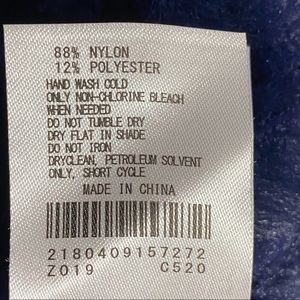 88% NYLON
12% POLYESTER
HAND WASH COLD
ONLY NON-CHLORINE BLEACH
WHEN NEEDED
DO NOT TUMBLE DRY
DRY FLAT IN SHADE
DO NOT IRON
DRYCLEAN, PETROLEUM SOLVENT
ONLY, SHORT CYCLE
MADE IN CHINA
2180409157272
Z019 C520